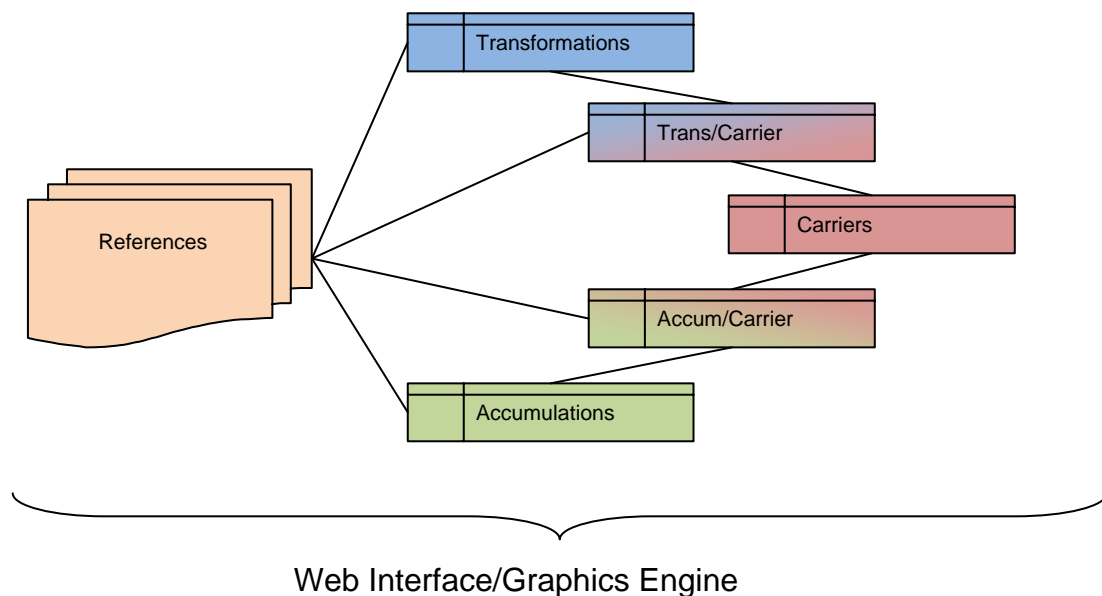 Transformations
Trans/Carrier
Carriers
References
Accum/Carrier
Accumulations
Web Interface/Graphics Engine